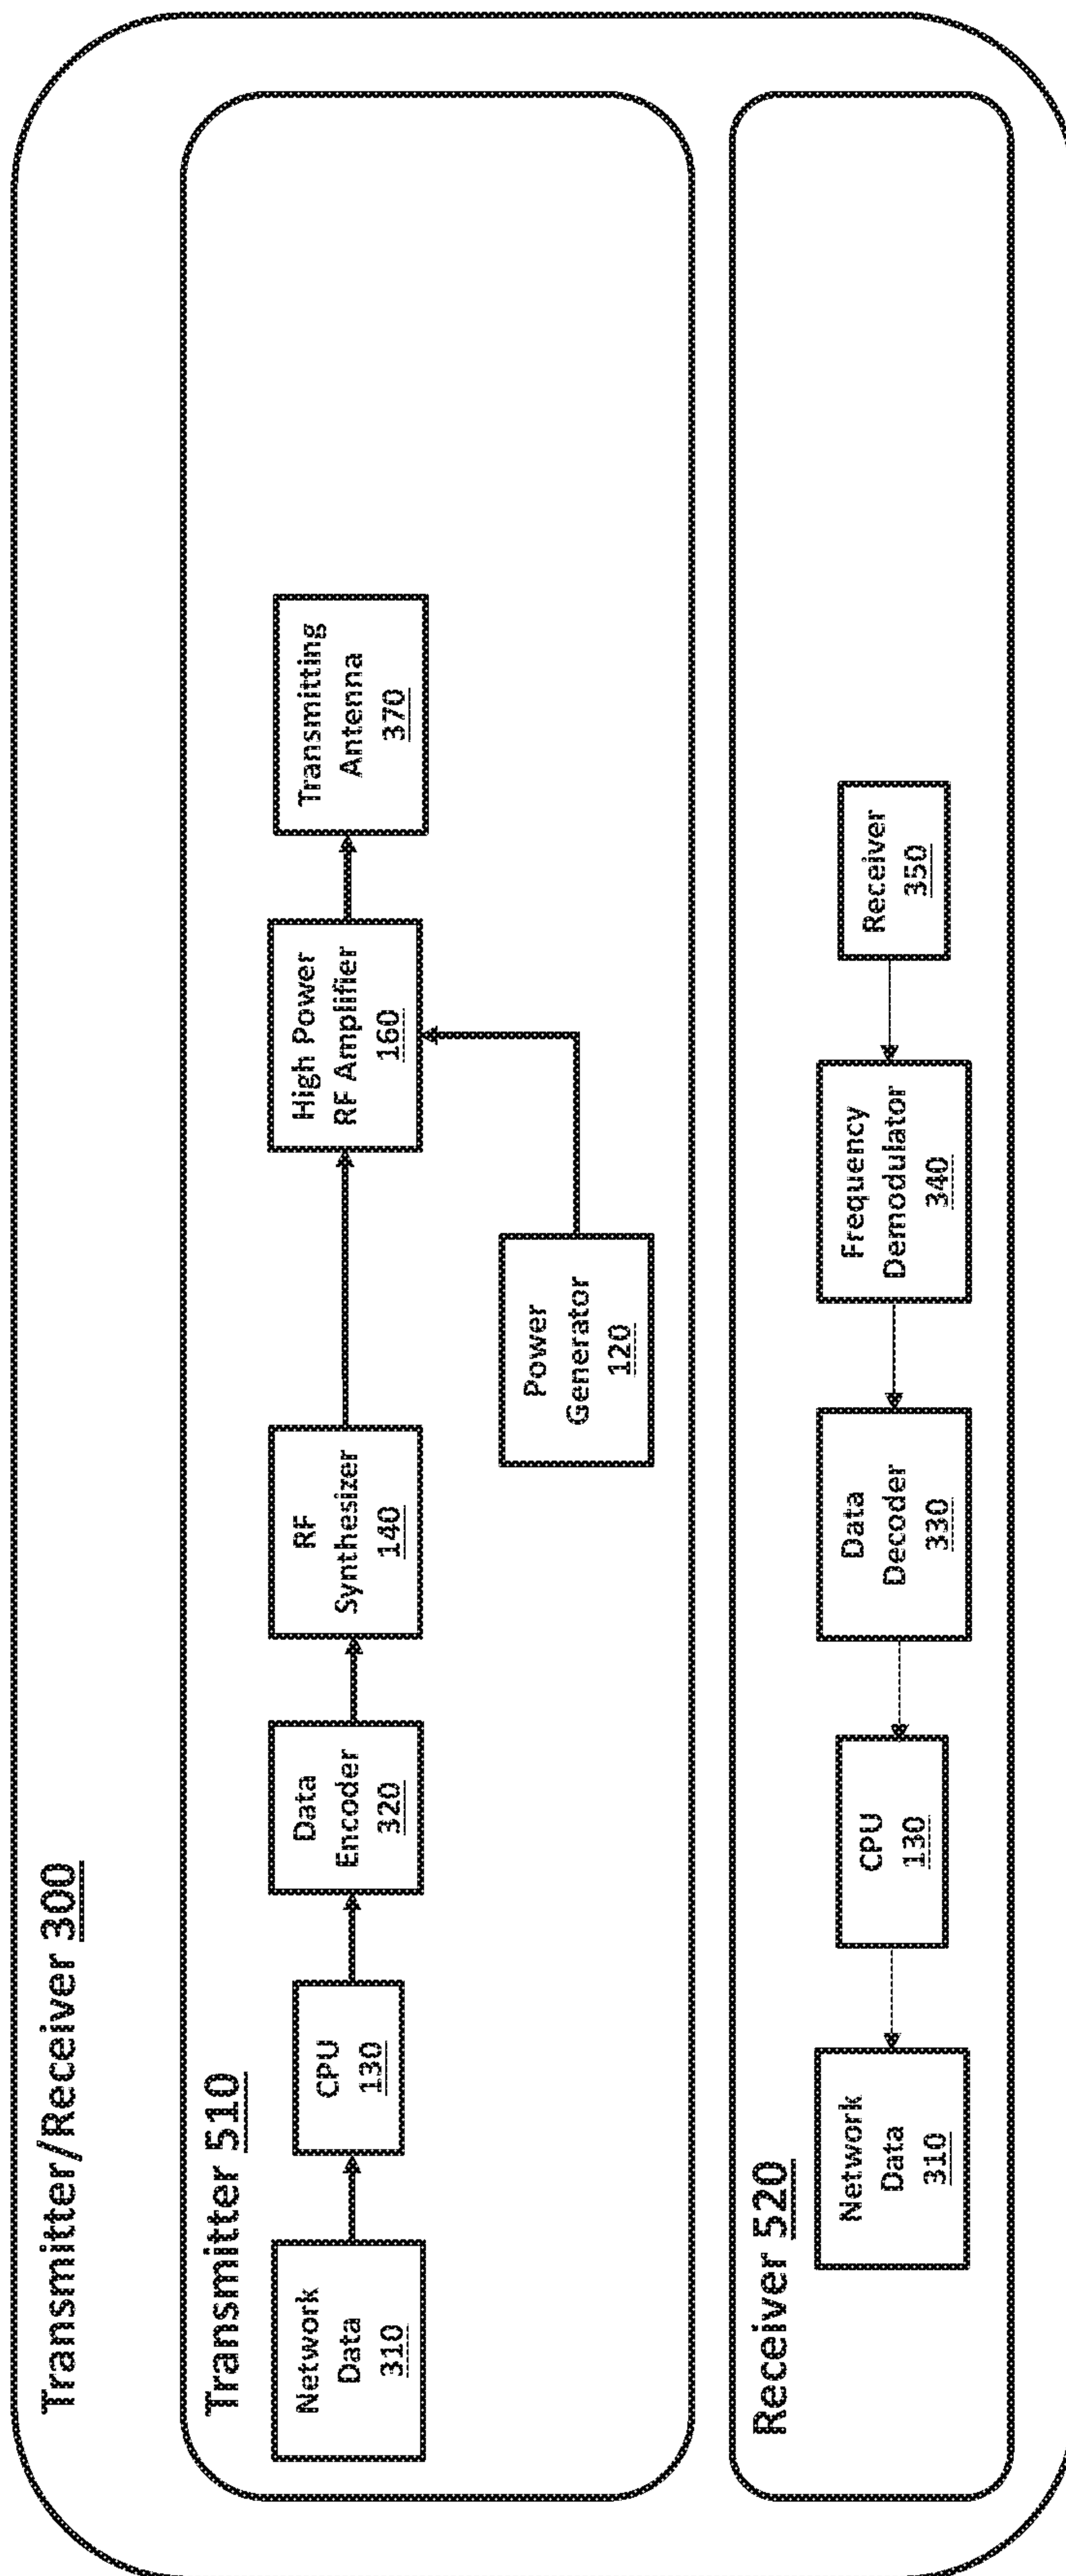 Transmitter/Receiver 300
Transmitter 510
Network
Data
310
CPU
130
Data
Encoder
320
RF
Synthesizer
140
Power
Generator
120
High Power
RF Amplifier
160
Transmitting
Antenna
370
Receiver 520
Network
Data
310
CPU
130
Data
Decoder
330
Frequency
Demodulator
340
Receiver
350